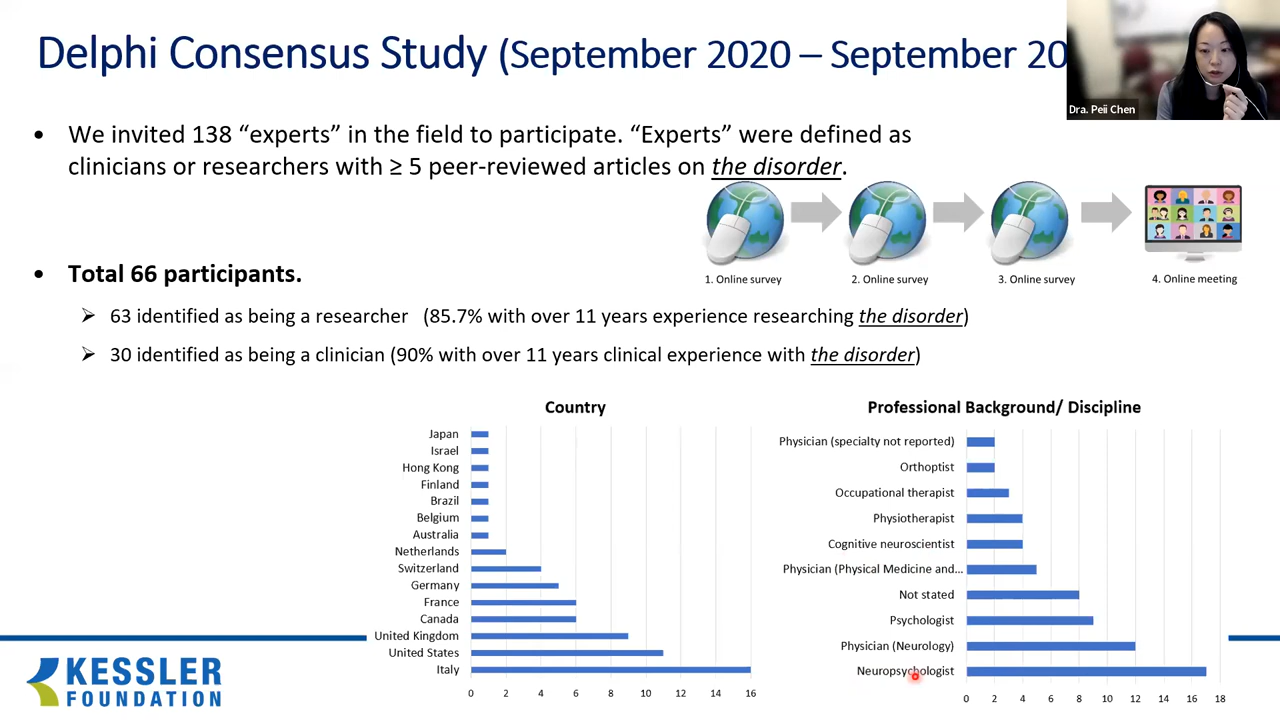 Delphi Consensus Study (September 2020 – September 20
Dra. Peii Chen
• We invited 138 “experts” in the field to participate. “Experts” were defined as
clinicians or researchers with ≥ 5 peer-reviewed articles on the disorder.
1. Online survey
2. Online survey
3. Online survey
4. Online meeting
• Total 66 participants.
➢ 63 identified as being a researcher (85.7% with over 11 years experience researching the disorder)
➢ 30 identified as being a clinician (90% with over 11 years clinical experience with the disorder)
Country
Japan
Israel
Hong Kong
Finland
Brazil
Belgium
Australia
Netherlands
Switzerland
Germany
France
Canada
United Kingdom
United States
Italy
0 2 4 6 8 10 12 14 16
Professional Background/ Discipline
Physician (specialty not reported)
Orthoptist
Occupational therapist
Physiotherapist
Cognitive neuroscientist
Physician (Physical Medicine and...
Not stated
Psychologist
Physician (Neurology)
Neuropsychologist
0 2 4 6 8 10 12 14 16 18
KESSLER
FOUNDATION